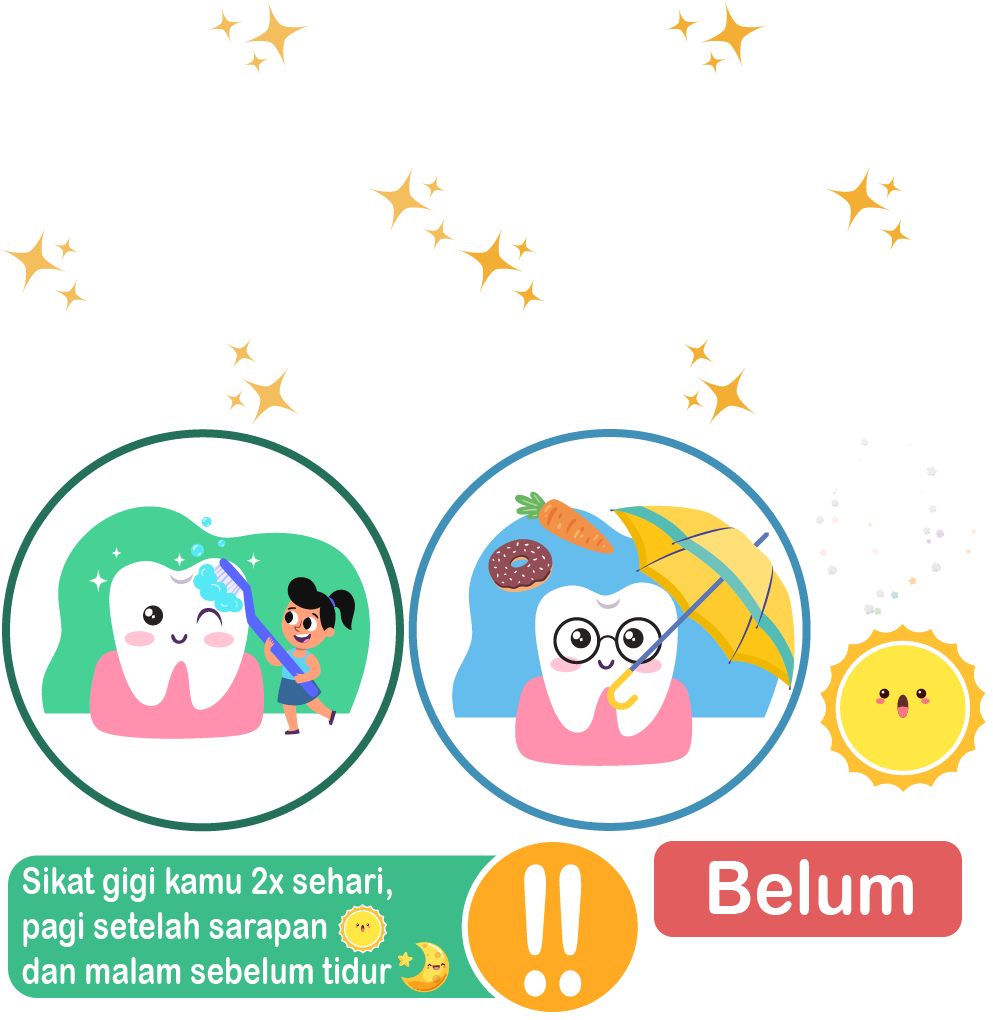 Sikat gigi kamu 2x sehari,
pagi setelah sarapan
dan malam sebelum tidur
!!
Belum